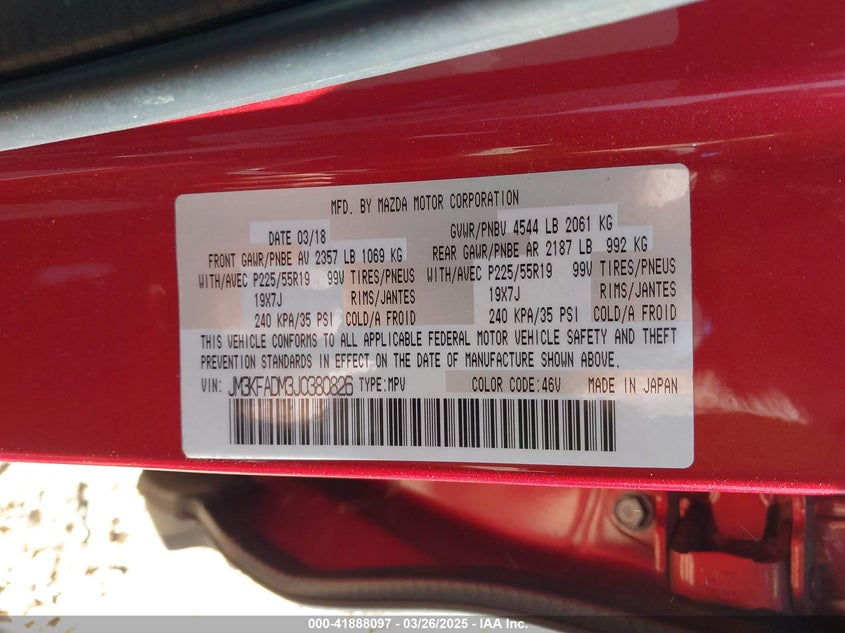 MFD. BY MAZDA MOTOR CORPORATION
DATE 03/18 GVWR/PNBV 4544 LB 2061 KG
FRONT GAWR/PNBE AV 2357 LB 1069 KG REAR GAWR/PNBE AR 2187 LB 992 KG
WITH/AVEC P225/55R19 99V TIRES/PNEUS WITH/AVEC P225/55R19 99V TIRES/PNEUS
19X7J RIMS/JANTES 19X7J RIMS/JANTES
240 KPA/35 PSI COLD/A FROID 240 KPA/35 PSI COLD/A FROID
THIS VEHICLE CONFORMS TO ALL APPLICABLE FEDERAL MOTOR VEHICLE SAFETY AND THEFT
PREVENTION STANDARDS IN EFFECT ON THE DATE OF MANUFACTURE SHOWN ABOVE.
VIN: JM3KFADM3J0380826 TYPE:MPV COLOR CODE:46V MADE IN JAPAN
000-41888097 - 03/26/2025 - IAA Inc.